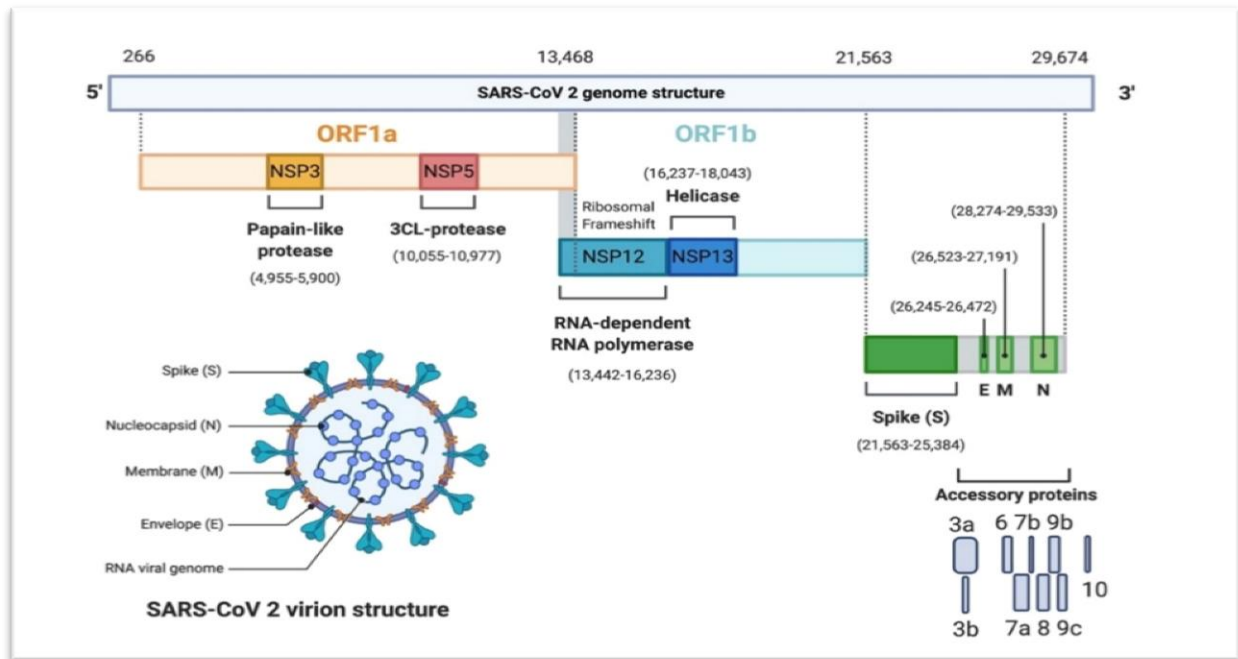 266 13,468 21,563 29,674
5' SARS-CoV 2 genome structure 3'
ORF1a ORF1b
NSP3 NSP5
Papain-like
protease
(4,955-5,900)
3CL-protease
(10,055-10,977)
(16,237-18,043)
Helicase
Ribosomal
Frameshift
NSP12 NSP13
RNA-dependent
RNA polymerase
(13,442-16,236)
(28,274-29,533)
(26,523-27,191)
(26,245-26,472)
E M N
Spike (S)
(21,563-25,384)
Accessory proteins
3a 6 7b 9b
10
3b 7a 8 9c
Spike (S)
Nucleocapsid (N)
Membrane (M)
Envelope (E)
RNA viral genome
SARS-CoV 2 virion structure